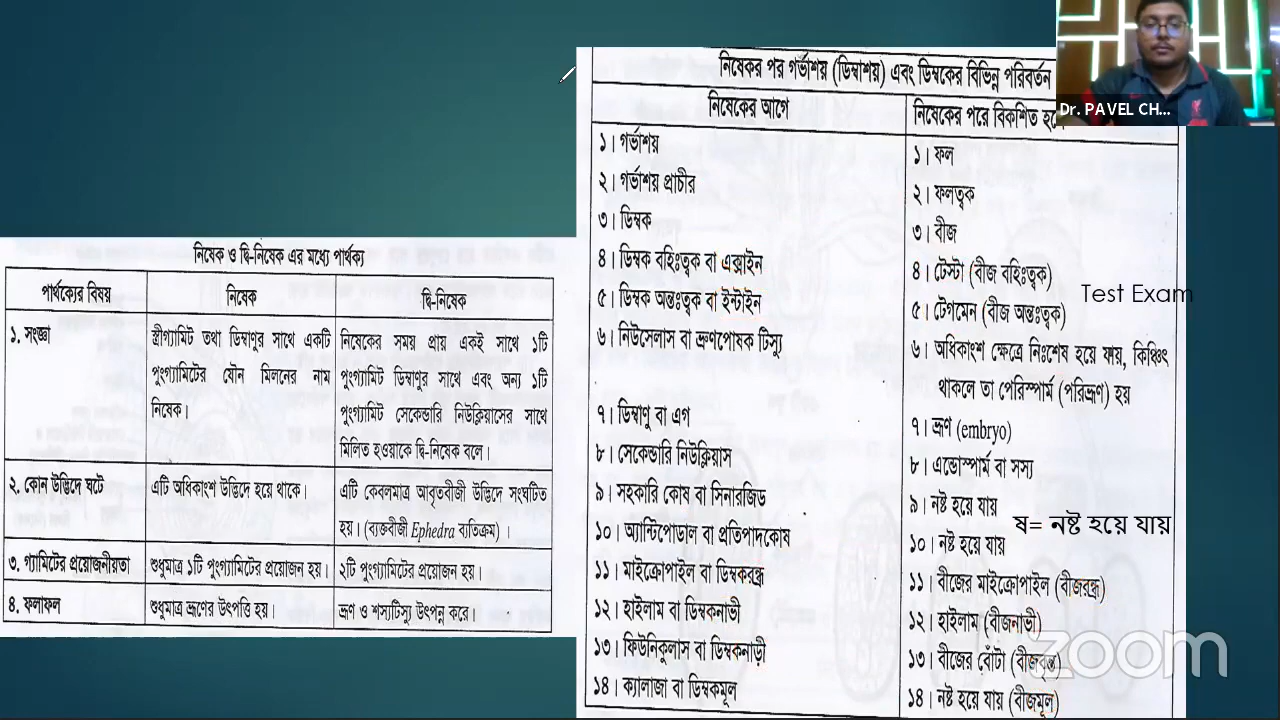 নিষেক ও দ্বি-নিষেক এর মধ্যে পার্থক্য
পার্থক্যের বিষয় নিষেক দ্বি-নিষেক
১. সংজ্ঞা স্ত্রীগ্যামিট তথা ডিম্বাণুর সাথে একটি নিষেকের সময় প্রায় একই সাথে ১টি
পুংগ্যামিটের যৌন মিলনের নাম পুংগ্যামিট ডিম্বাণুর সাথে এবং অন্য ১টি
নিষেক। পুংগ্যামিট সেকেন্ডারি নিউক্লিয়াসের সাথে
মিলিত হওয়াকে দ্বি-নিষেক বলে।
২. কোন উদ্ভিদে ঘটে এটি অধিকাংশ উদ্ভিদে হয়ে থাকে। এটি কেবলমাত্র আবৃতবীজী উদ্ভিদে সংঘটিত
হয়। (ব্যক্তবীজী Ephedra ব্যতিক্রম) ।
৩. গ্যামিটের প্রয়োজনীয়তা শুধুমাত্র ১টি পুংগ্যামিটের প্রয়োজন হয়। ২টি পুংগ্যামিটের প্রয়োজন হয়।
৪. ফলাফল শুধুমাত্র ভ্রূণের উৎপত্তি হয়। ভ্রূণ ও শস্যটিস্যু উৎপন্ন করে।
নিষেকর পর গর্ভাশয় (ডিম্বাশয়) এবং ডিম্বকের বিভিন্ন পরিবর্তন
নিষেকের আগে নিষেকের পরে বিকশিত
১। গর্ভাশয় ১। ফল
২। গর্ভাশয় প্রাচীর ২। ফলত্বক
৩। ডিম্বক ৩। বীজ
৪। ডিম্বক বহিঃত্বক বা এক্সাইন ৪। টেস্টা (বীজ বহিঃত্বক)
৫। ডিম্বক অন্তঃত্বক বা ইন্টাইন ৫। টেগমেন (বীজ অন্তঃত্বক)
৬। নিউসেলাস বা ভ্রুণপোষক টিস্যু ৬। অধিকাংশ ক্ষেত্রে নিঃশেষ হয়ে যায়, কিঞ্চিৎ
থাকলে তা পেরিস্পার্ম (পরিভ্রূণ) হয়
৭। ডিম্বাণু বা এগ ৭। ভ্রূণ (embryo)
৮। সেকেন্ডারি নিউক্লিয়াস ৮। এন্ডোস্পার্ম বা সস্য
৯। সহকারি কোষ বা সিনারজিড ৯। নষ্ট হয়ে যায়
১০। অ্যান্টিপোডাল বা প্রতিপাদকোষ ১০। নষ্ট হয়ে যায়
১১। মাইক্রোপাইল বা ডিম্বকরন্ধ্র ১১। বীজের মাইক্রোপাইল (বীজরন্ধ্র)
১২। হাইলাম বা ডিম্বকনাভী ১২। হাইলাম (বীজনাভী)
১৩। ফিউনিকুলাস বা ডিম্বকনাড়ী ১৩। বীজের বোঁটা (বীজবৃন্ত)
১৪। ক্যালাজা বা ডিম্বকমূল ১৪। নষ্ট হয়ে যায় (বীজমূল)
Test Exam
ষ= নষ্ট হয়ে যায়
Dr. PAVEL CH...
zoom